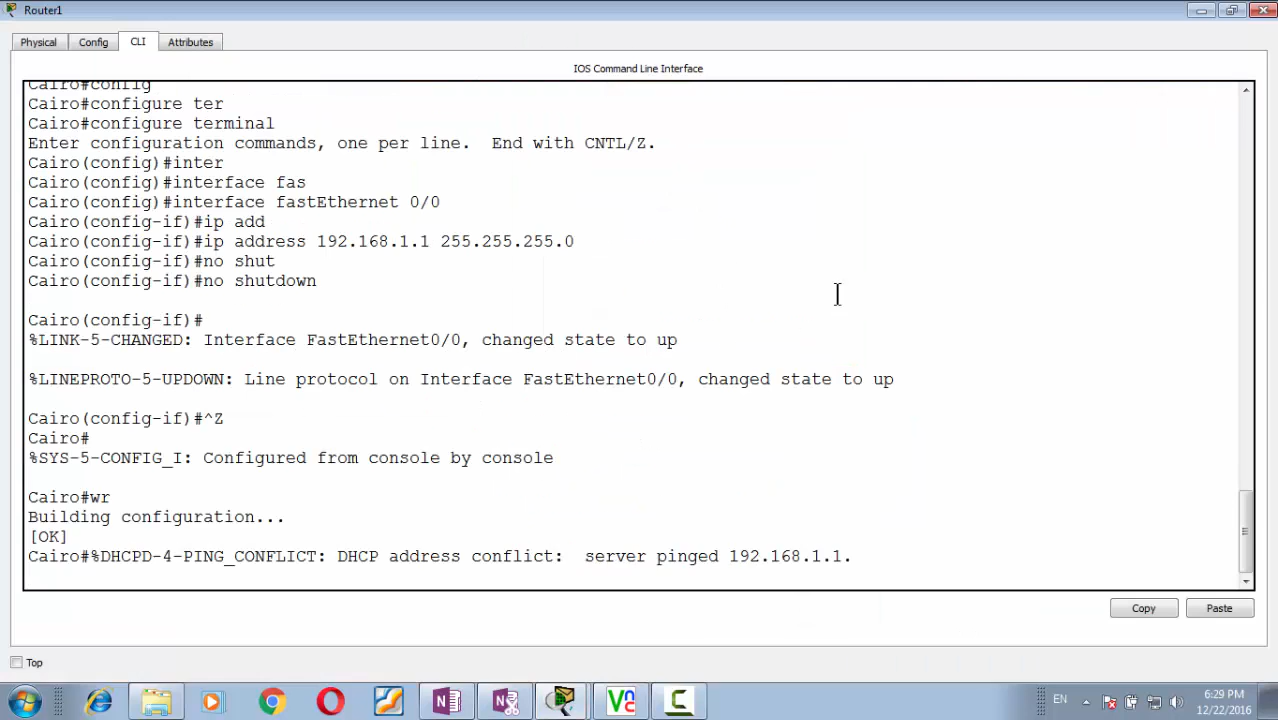 Router1
Physical Config CLI Attributes
IOS Command Line Interface
Cairo#config
Cairo#configure ter
Cairo#configure terminal
Enter configuration commands, one per line.  End with CNTL/Z.
Cairo(config)#inter
Cairo(config)#interface fas
Cairo(config)#interface fastEthernet 0/0
Cairo(config-if)#ip add
Cairo(config-if)#ip address 192.168.1.1 255.255.255.0
Cairo(config-if)#no shut
Cairo(config-if)#no shutdown
Cairo(config-if)#
%LINK-5-CHANGED: Interface FastEthernet0/0, changed state to up
%LINEPROTO-5-UPDOWN: Line protocol on Interface FastEthernet0/0, changed state to up
Cairo(config-if)#^Z
Cairo#
%SYS-5-CONFIG_I: Configured from console by console
Cairo#wr
Building configuration...
[OK]
Cairo#%DHCPD-4-PING_CONFLICT: DHCP address conflict:  server pinged 192.168.1.1.
Copy Paste
Top
EN
6:29 PM
12/22/2016